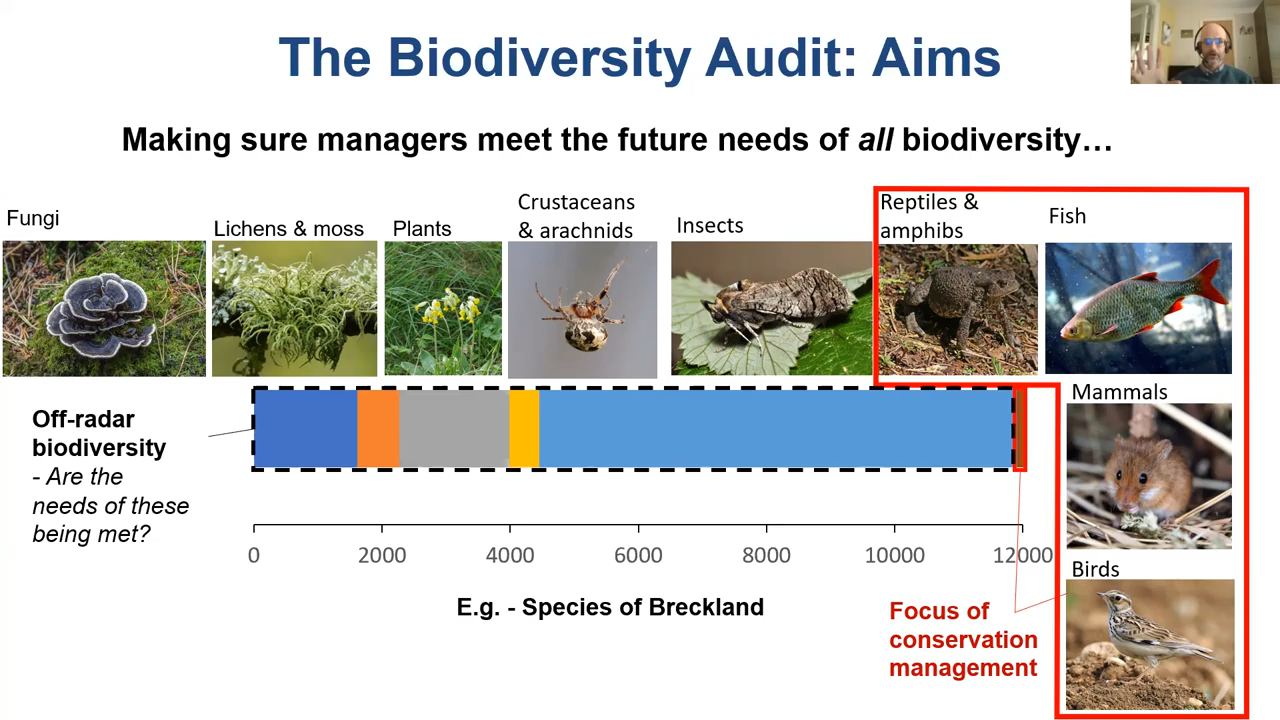 The Biodiversity Audit: Aims
Making sure managers meet the future needs of all biodiversity…
Fungi
Lichens & moss
Plants
Crustaceans
& arachnids
Insects
Reptiles &
amphibs
Fish
Mammals
Birds
Off-radar
biodiversity
- Are the
needs of these
being met?
0
2000
4000
6000
8000
10000
12000
E.g. - Species of Breckland
Focus of
conservation
management